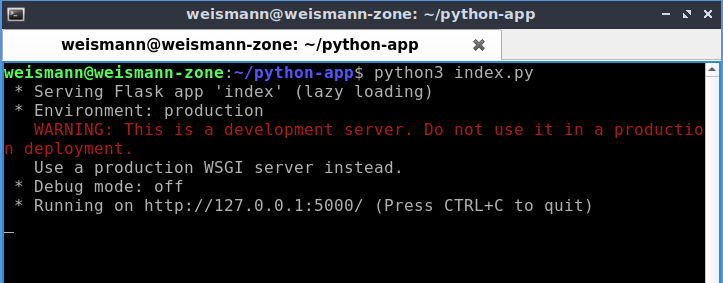 weismann@weismann-zone: ~/python-app
weismann@weismann-zone: ~/python-app
weismann@weismann-zone:~/python-app$ python3 index.py
 * Serving Flask app 'index' (lazy loading)
 * Environment: production
   WARNING: This is a development server. Do not use it in a productio
n deployment.
   Use a production WSGI server instead.
 * Debug mode: off
 * Running on http://127.0.0.1:5000/ (Press CTRL+C to quit)